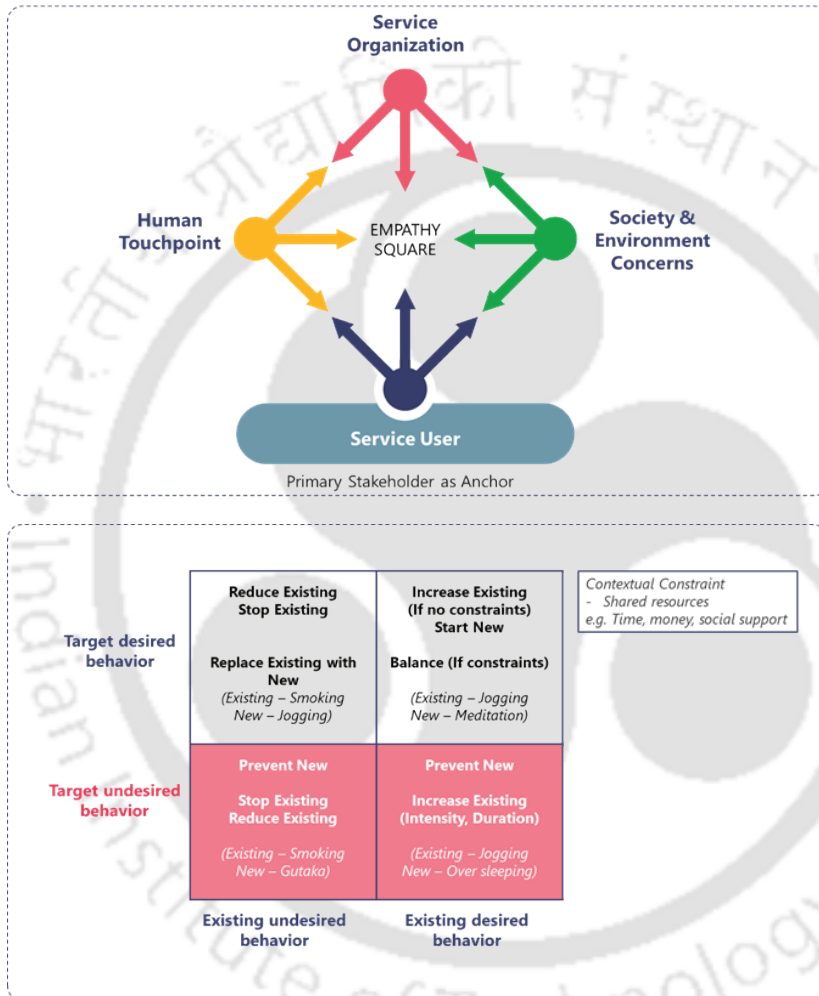 Service
Organization
Human
Touchpoint
EMPATHY
SQUARE
Society &
Environment
Concerns
Service User
Primary Stakeholder as Anchor
Target desired
behavior
Reduce Existing
Stop Existing
Replace Existing with
New
(Existing – Smoking
New – Jogging)
Increase Existing
(If no constraints)
Start New
Balance (If constraints)
(Existing – Jogging
New – Meditation)
Contextual Constraint
- Shared resources
e.g. Time, money, social support
Target undesired
behavior
Prevent New
Stop Existing
Reduce Existing
(Existing – Smoking
New – Gutaka)
Prevent New
Increase Existing
(Intensity, Duration)
(Existing – Jogging
New – Over sleeping)
Existing undesired
behavior
Existing desired
behavior
प्रौद्योगिकी संस्थान
Indian Institute of Technology